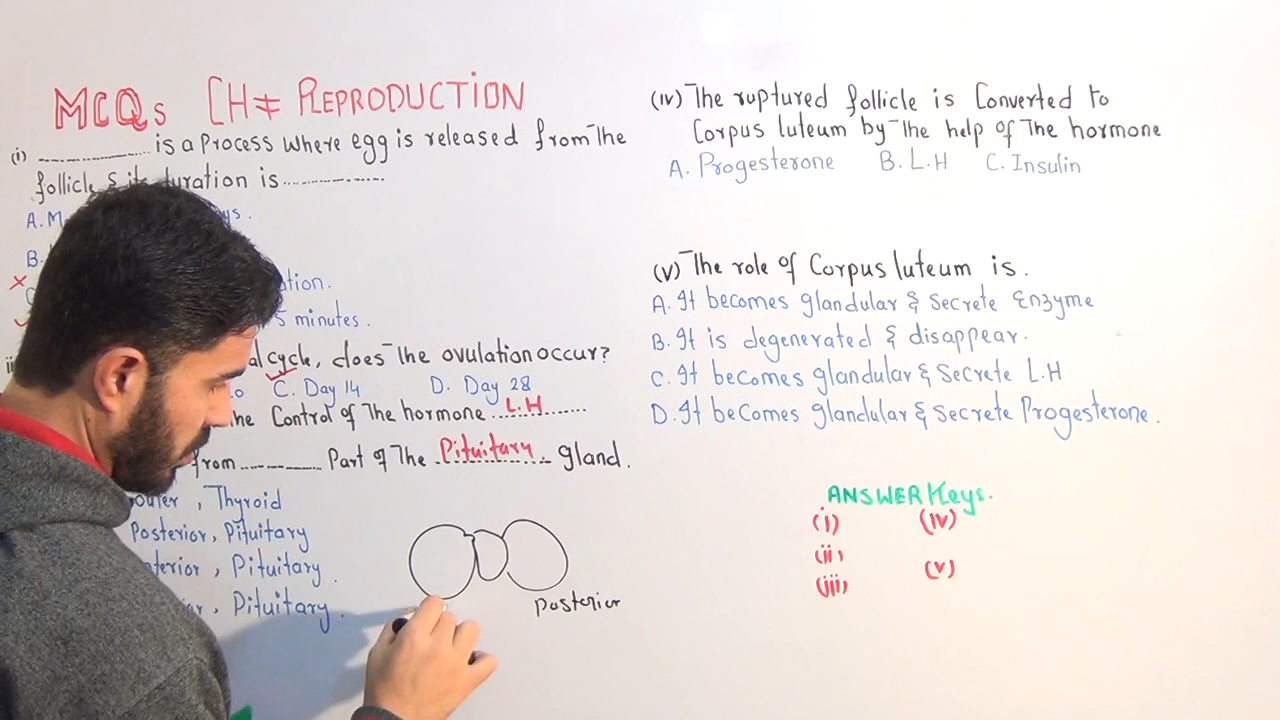 MCQs CH≠ REPRODUCTION
(i) ............ is a Process where egg is released from The
follicle & its duration is ................
A. M ys.
B.
ation.
5 minutes.
al cycle, does The ovulation occur?
C. Day 14 D. Day 28
The Control of The hormone ..L.H......
from ........... Part of The ..Pituitary.. gland.
outer, Thyroid
Posterior, Pituitary
nterior, Pituitary.
Pituitary.
Posterior
(iv) The ruptured follicle is Converted to
Corpus luteum by The help of The hormone
A. Progesterone B. L.H C. Insulin
(v) The role of Corpus luteum is.
A. It becomes glandular & Secrete Enzyme
B. It is degenerated & disappear.
C. It becomes glandular & Secrete L.H
D. It becomes glandular & Secrete Progesterone.
ANSWER Keys.
(i) (iv)
(ii)
(v)
(iii)